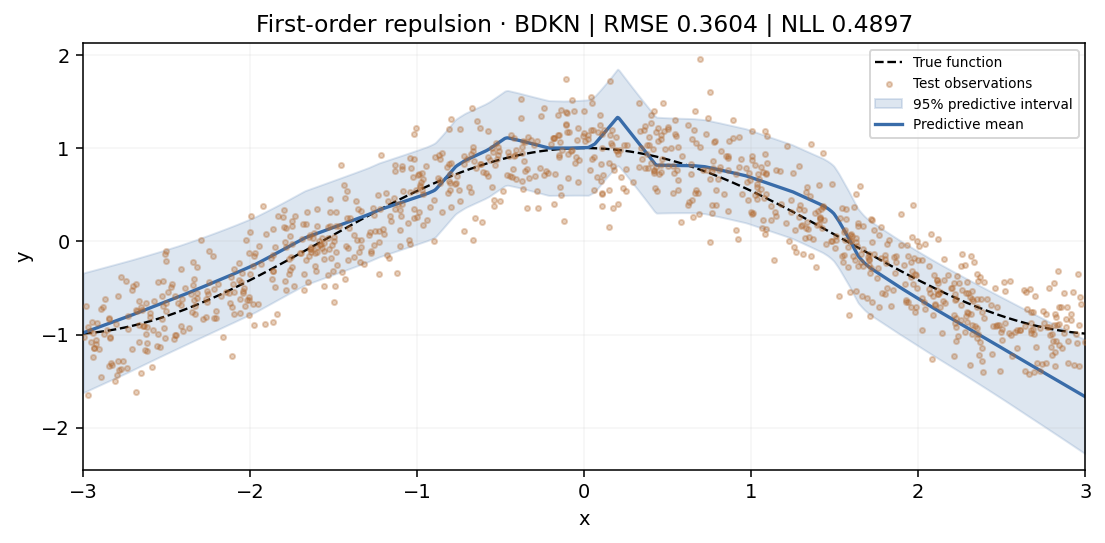 First-order repulsion · BDKN | RMSE 0.3604 | NLL 0.4897
True function
Test observations
95% predictive interval
Predictive mean
y
2
1
0
−1
−2
−3
−2
−1
0
1
2
3
x